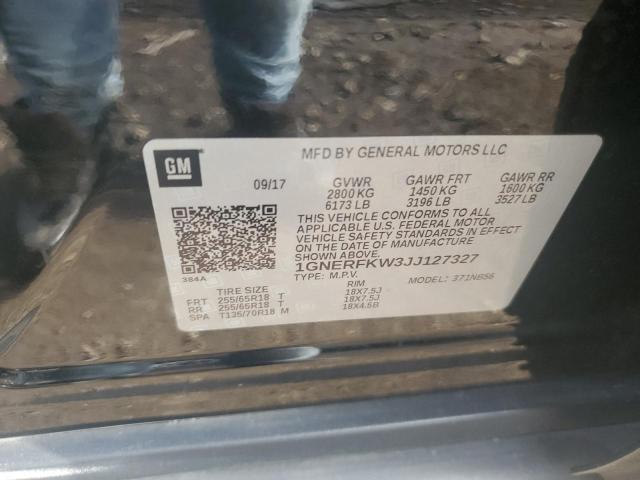 GM
MFD BY GENERAL MOTORS LLC
09/17 GVWR GAWR FRT GAWR RR
2800 KG 1450 KG 1600 KG
6173 LB 3196 LB 3527 LB
THIS VEHICLE CONFORMS TO ALL
APPLICABLE U.S. FEDERAL MOTOR
VEHICLE SAFETY STANDARDS IN EFFECT
ON THE DATE OF MANUFACTURE
SHOWN ABOVE.
1GNERFKW3JJ127327
384A TYPE: M.P.V. MODEL: 371NB56
TIRE SIZE RIM
FRT 255/65R18 T 18X7.5J
RR 255/65R18 T 18X7.5J
SPA T135/70R18 M 18X4.5B